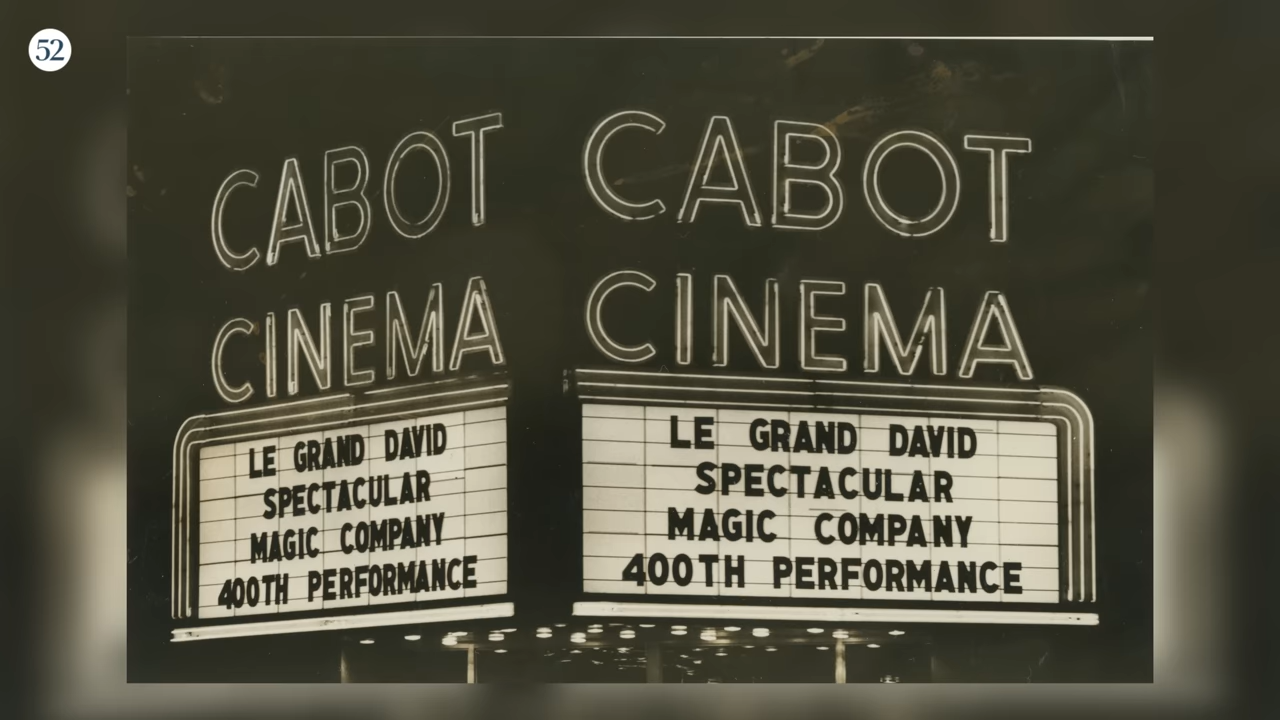 52
CABOT
CINEMA
LE GRAND DAVID
SPECTACULAR
MAGIC COMPANY
400TH PERFORMANCE
CABOT
CINEMA
LE GRAND DAVID
SPECTACULAR
MAGIC COMPANY
400TH PERFORMANCE